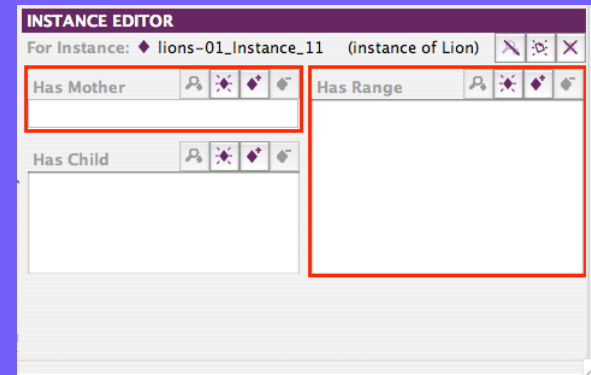 INSTANCE EDITOR
For Instance: lions-01_Instance_11 (instance of Lion)
Has Mother
Has Range
Has Child